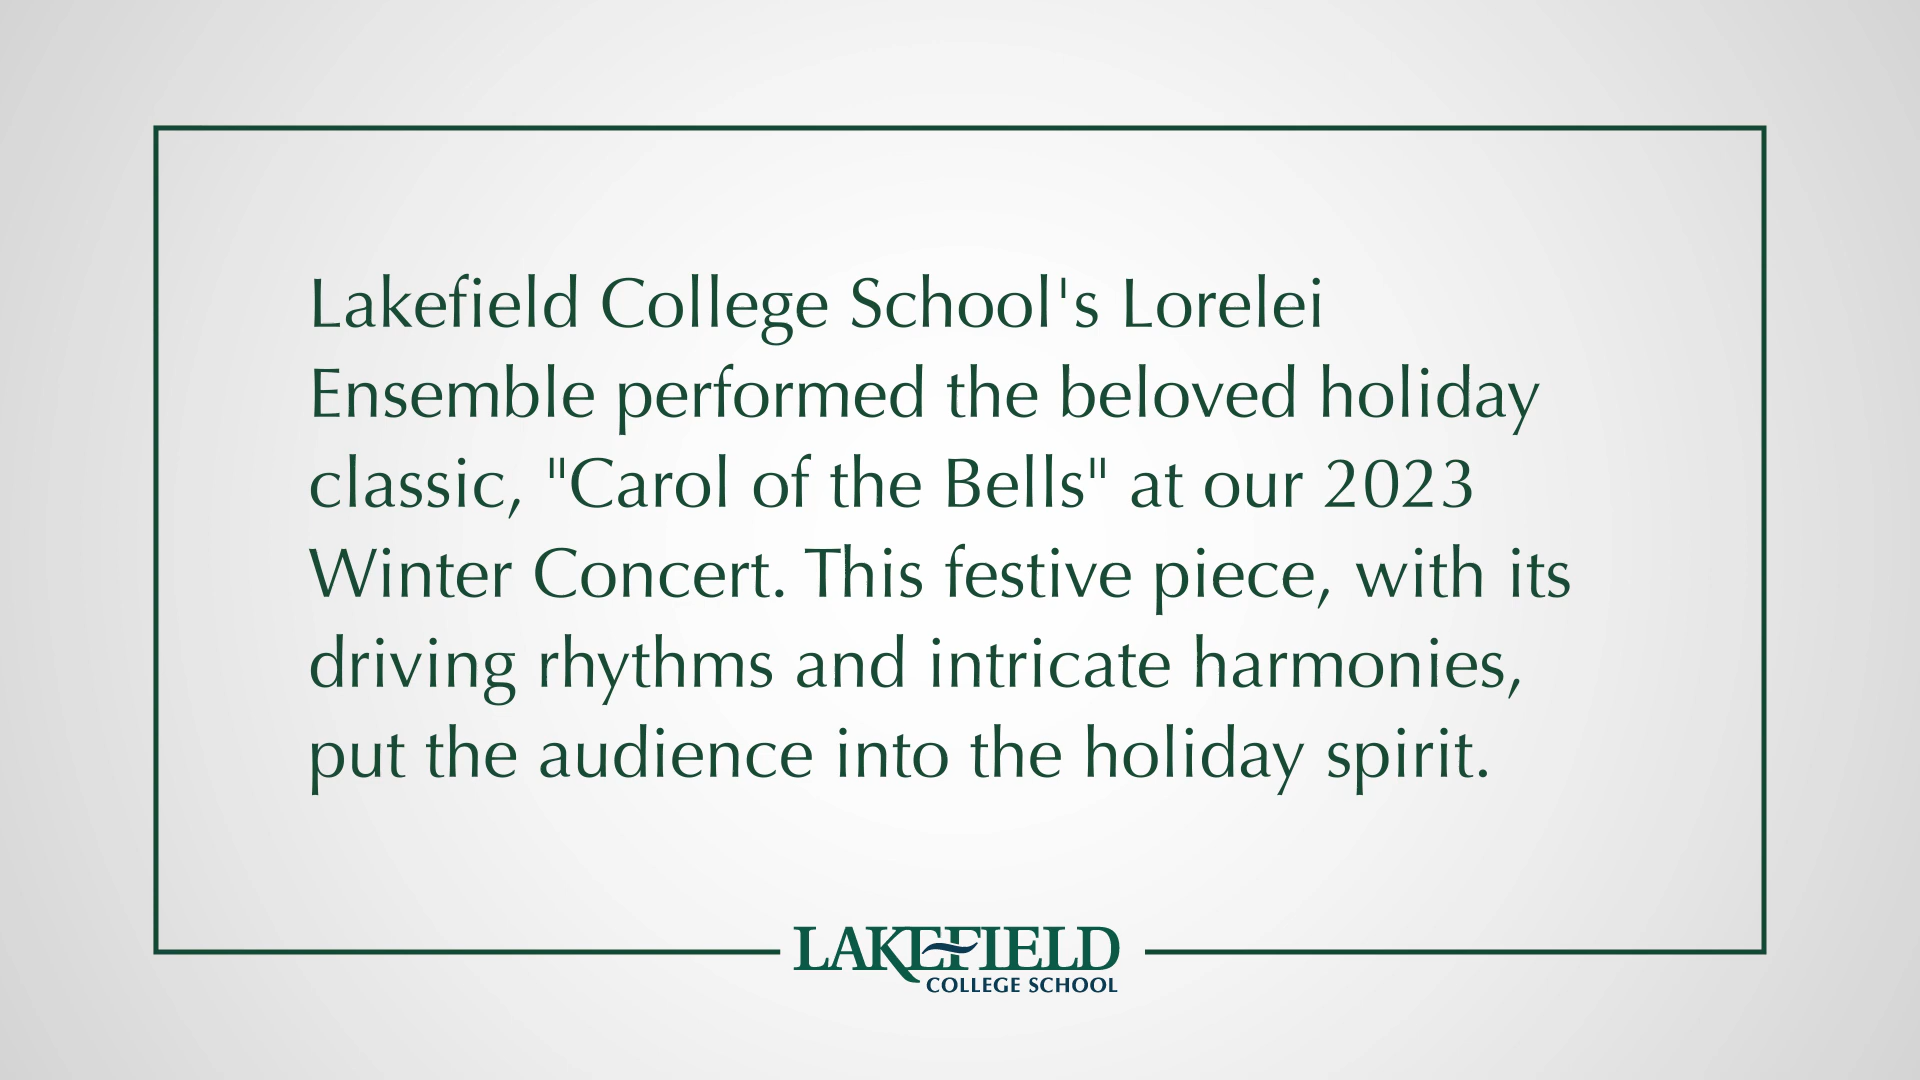 Lakefield College School's Lorelei
Ensemble performed the beloved holiday
classic, "Carol of the Bells" at our 2023
Winter Concert. This festive piece, with its
driving rhythms and intricate harmonies,
put the audience into the holiday spirit.
LAKEFIELD
COLLEGE SCHOOL